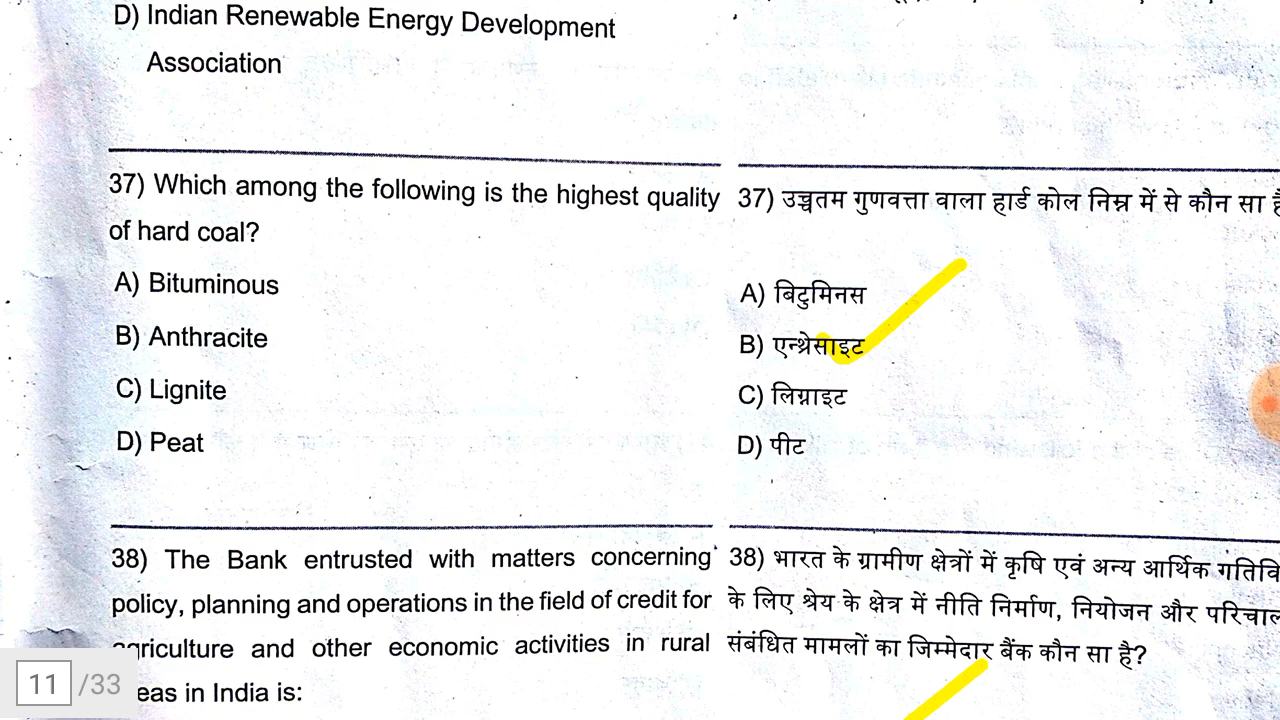 D) Indian Renewable Energy Development
Association
37) Which among the following is the highest quality
of hard coal?
A) Bituminous
B) Anthracite
C) Lignite
D) Peat
37) उच्चतम गुणवत्ता वाला हार्ड कोल निम्न में से कौन सा
A) बिटुमिनस
B) एन्थ्रेसाइट
C) लिग्नाइट
D) पीट
38) The Bank entrusted with matters concerning
policy, planning and operations in the field of credit for
agriculture and other economic activities in rural
eas in India is:
38) भारत के ग्रामीण क्षेत्रों में कृषि एवं अन्य आर्थिक गतिवि
के लिए श्रेय के क्षेत्र में नीति निर्माण, नियोजन और परिचाल
संबंधित मामलों का जिम्मेदार बैंक कौन सा है?
11 /33